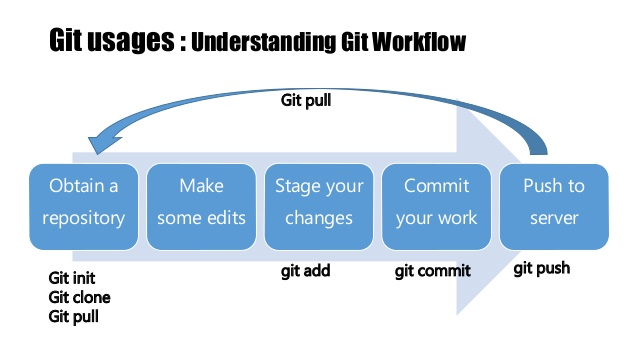 Git usages : Understanding Git Workflow
Git pull
Obtain a
repository
Make
some edits
Stage your
changes
Commit
your work
Push to
server
Git init
Git clone
Git pull
git add
git commit
git push